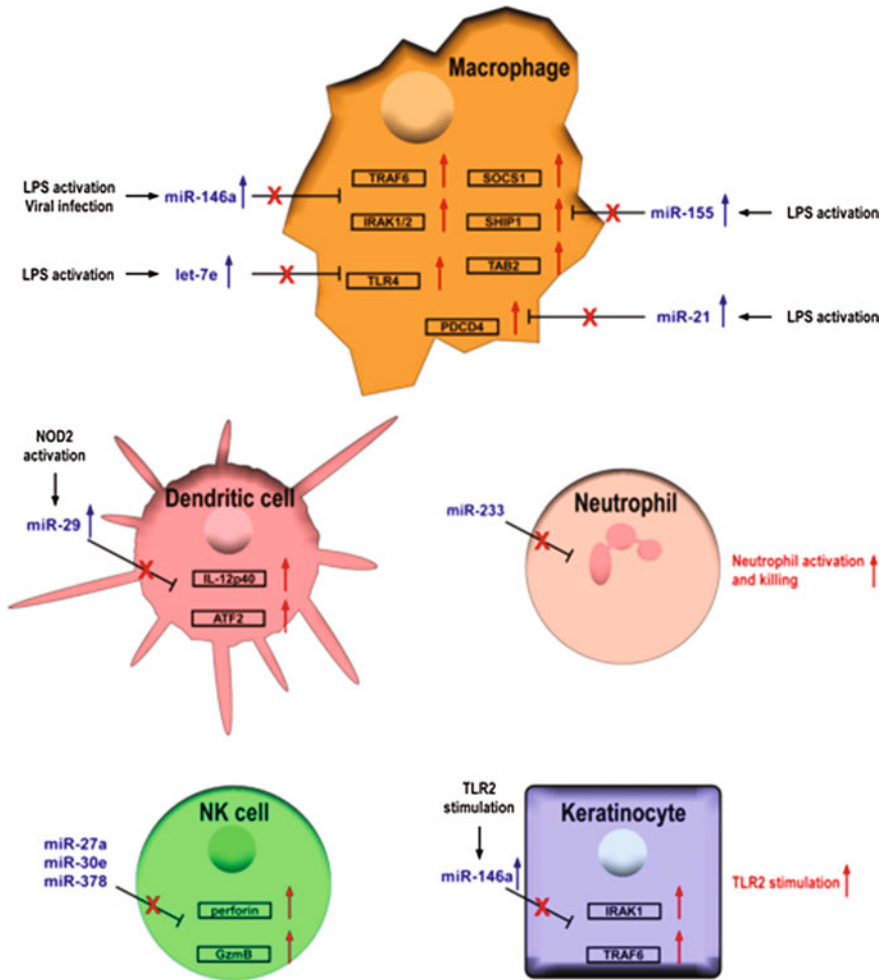 Macrophage
LPS activation
Viral infection
miR-146a
TRAF6
SOCS1
IRAK1/2
SHIP1
miR-155
LPS activation
LPS activation
let-7e
TLR4
TAB2
PDCD4
miR-21
LPS activation
NOD2
activation
miR-29
Dendritic cell
IL-12p40
ATF2
miR-233
Neutrophil
Neutrophil activation
and killing
NK cell
miR-27a
miR-30e
miR-378
perforin
GzmB
TLR2
stimulation
miR-146a
Keratinocyte
IRAK1
TRAF6
TLR2 stimulation